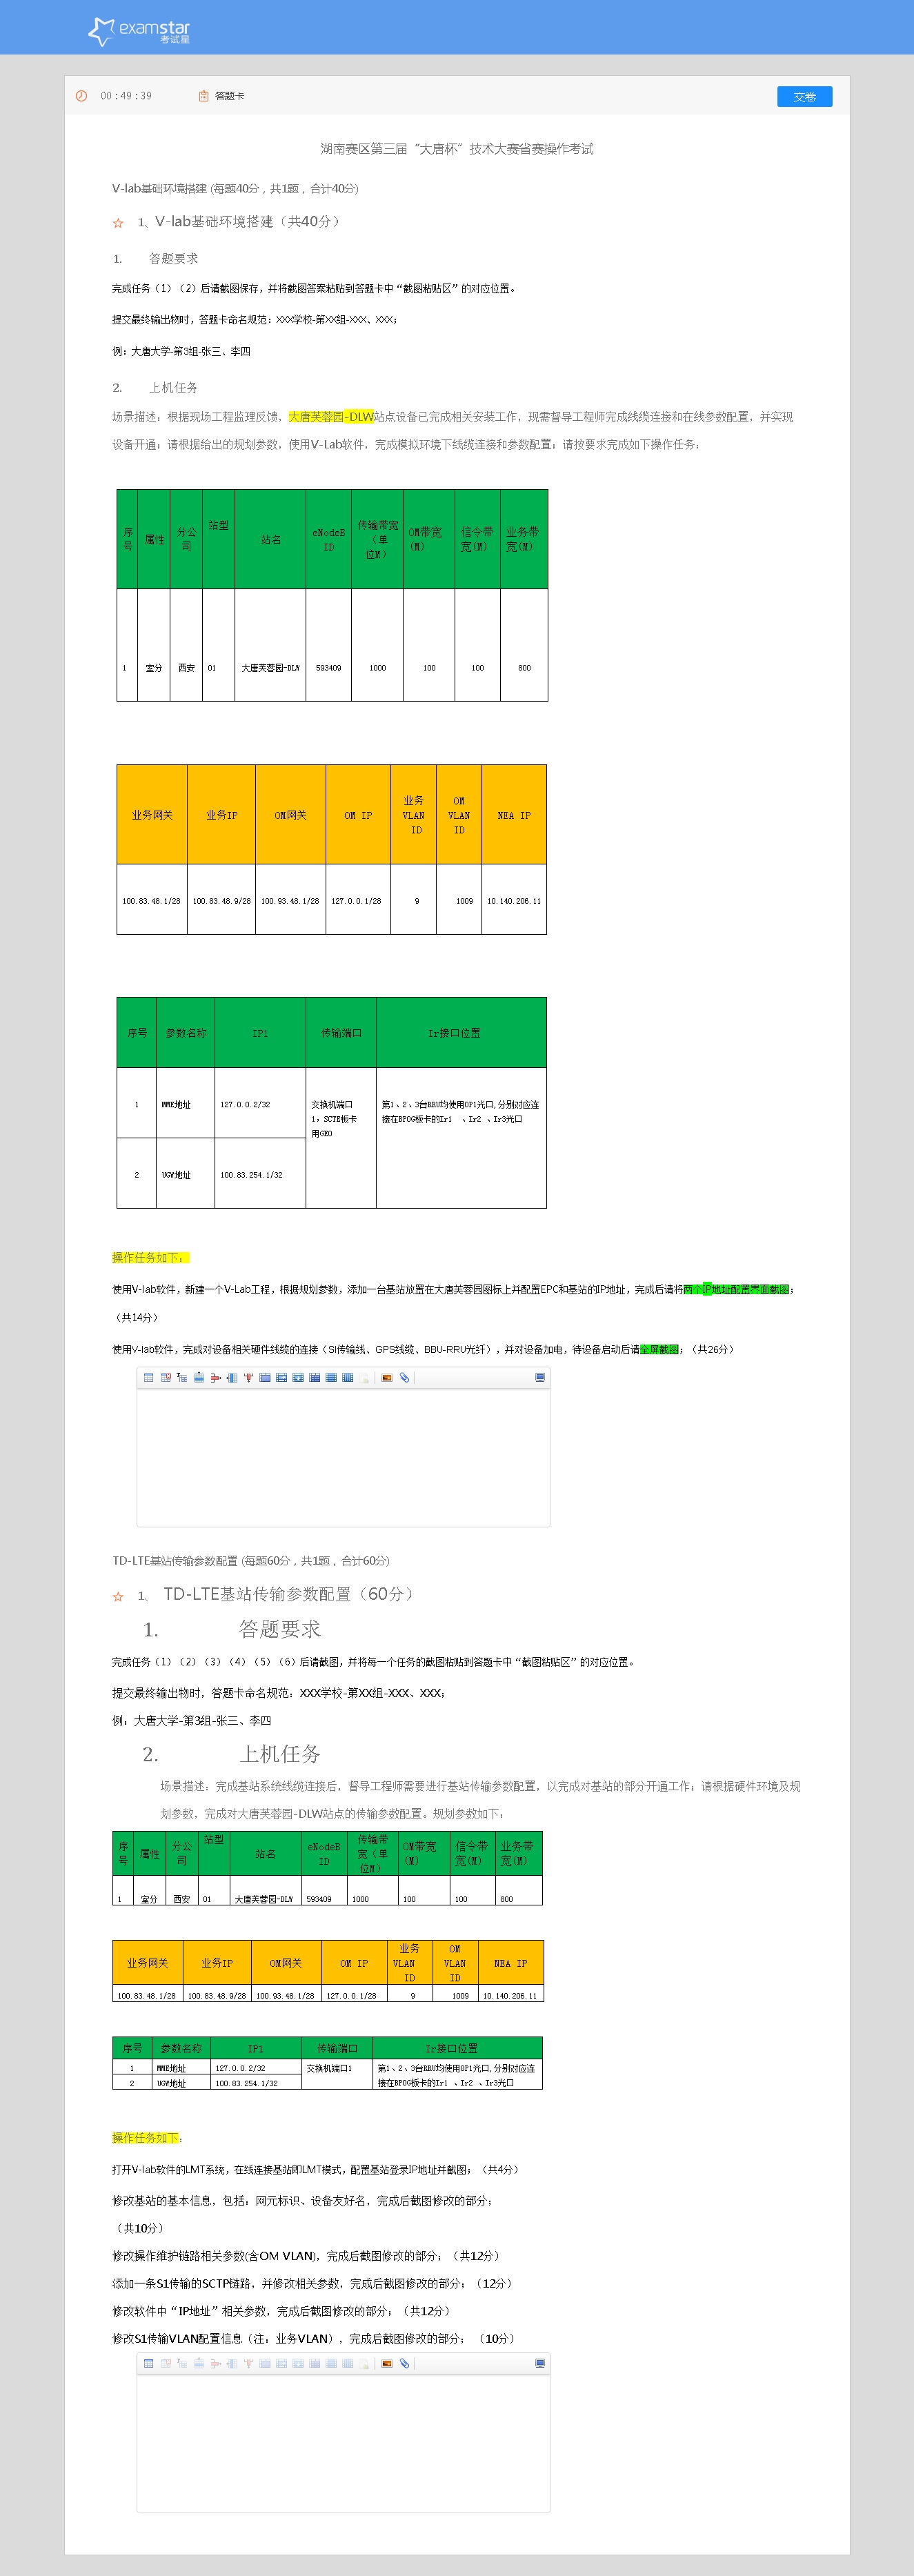 examstar
考试星
00 : 49 : 39 答题卡 交卷
湖南赛区第三届“大唐杯”技术大赛省赛操作考试
V-lab基础环境搭建 (每题40分，共1题，合计40分)
☆ 1、V-lab基础环境搭建（共40分）
1. 答题要求
完成任务（1）（2）后请截图保存，并将截图答案粘贴到答题卡中“截图粘贴区”的对应位置。
提交最终输出物时，答题卡命名规范：XXX学校-第XX组-XXX、XXX；
例：大唐大学-第3组-张三、李四
2. 上机任务
场景描述：根据现场工程监理反馈，大唐芙蓉园-DLW站点设备已完成相关安装工作，现需督导工程师完成线缆连接和在线参数配置，并实现
设备开通；请根据给出的规划参数，使用V-Lab软件，完成模拟环境下线缆连接和参数配置；请按要求完成如下操作任务：
序号 属性 分公司 站型 站名 eNodeB ID 传输带宽（单位M） OM带宽(M) 信令带宽(M) 业务带宽(M)
1 室分 西安 O1 大唐芙蓉园-DLW 593409 1000 100 100 800
业务网关 业务IP OM网关 OM IP 业务VLAN ID OM VLAN ID NEA IP
100.83.48.1/28 100.83.48.9/28 100.93.48.1/28 127.0.0.1/28 9 1009 10.140.206.11
序号 参数名称 IP1 传输端口 Ir接口位置
1 MME地址 127.0.0.2/32 交换机端口1，SCTE板卡用GE0 第1、2、3台RRU均使用OP1光口,分别对应连接在BPOG板卡的Ir1 、Ir2 、Ir3光口
2 UGW地址 100.83.254.1/32
操作任务如下：
使用V-lab软件，新建一个V-Lab工程，根据规划参数，添加一台基站放置在大唐芙蓉园图标上并配置EPC和基站的IP地址，完成后请将两个IP地址配置界面截图；
（共14分）
使用V-lab软件，完成对设备相关硬件线缆的连接（SI传输线、GPS线缆、BBU-RRU光纤），并对设备加电，待设备启动后请全屏截图；（共26分）
TD-LTE基站传输参数配置 (每题60分，共1题，合计60分)
☆ 1、 TD-LTE基站传输参数配置（60分）
1. 答题要求
完成任务（1）（2）（3）（4）（5）（6）后请截图，并将每一个任务的截图粘贴到答题卡中“截图粘贴区”的对应位置。
提交最终输出物时，答题卡命名规范：XXX学校-第XX组-XXX、XXX；
例：大唐大学-第3组-张三、李四
2. 上机任务
场景描述：完成基站系统线缆连接后，督导工程师需要进行基站传输参数配置，以完成对基站的部分开通工作；请根据硬件环境及规
划参数，完成对大唐芙蓉园-DLW站点的传输参数配置。规划参数如下：
序号 属性 分公司 站型 站名 eNodeB ID 传输带宽（单位M） OM带宽(M) 信令带宽(M) 业务带宽(M)
1 室分 西安 O1 大唐芙蓉园-DLW 593409 1000 100 100 800
业务网关 业务IP OM网关 OM IP 业务VLAN ID OM VLAN ID NEA IP
100.83.48.1/28 100.83.48.9/28 100.93.48.1/28 127.0.0.1/28 9 1009 10.140.206.11
序号 参数名称 IP1 传输端口 Ir接口位置
1 MME地址 127.0.0.2/32 交换机端口1 第1、2、3台RRU均使用OP1光口,分别对应连接在BPOG板卡的Ir1 、Ir2 、Ir3光口
2 UGW地址 100.83.254.1/32
操作任务如下：
打开V-lab软件的LMT系统，在线连接基站即LMT模式，配置基站登录IP地址并截图；（共4分）
修改基站的基本信息，包括：网元标识、设备友好名，完成后截图修改的部分；
（共10分）
修改操作维护链路相关参数(含OM VLAN)，完成后截图修改的部分；（共12分）
添加一条S1传输的SCTP链路，并修改相关参数，完成后截图修改的部分；（12分）
修改软件中“IP地址”相关参数，完成后截图修改的部分；（共12分）
修改S1传输VLAN配置信息（注：业务VLAN），完成后截图修改的部分； （10分）